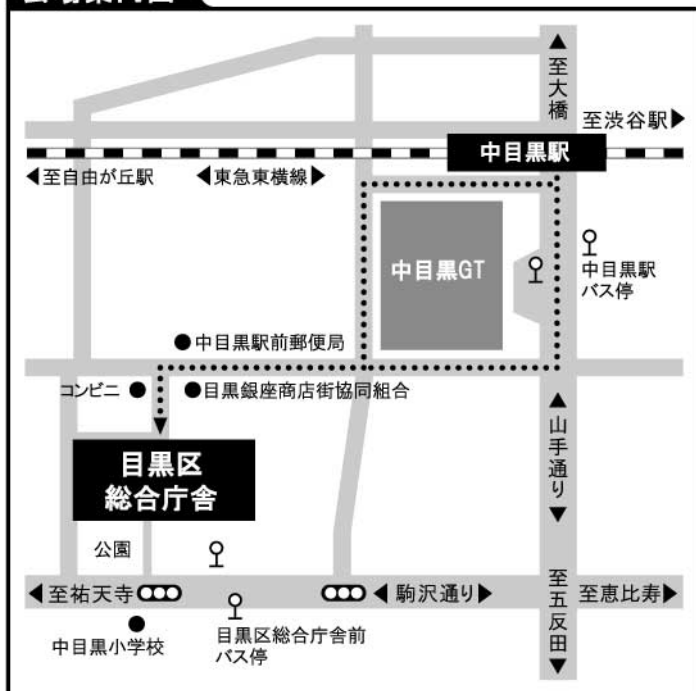 会場案内図
▲至大橋
至渋谷駅▶
中目黒駅
◀至自由が丘駅
◀東急東横線▶
中目黒GT
中目黒駅
バス停
●中目黒駅前郵便局
コンビニ●
●目黒銀座商店街協同組合
▲山手通り▼
目黒区
総合庁舎
公園
◀至祐天寺
◀駒沢通り▶
至五反田▼
至恵比寿▶
中目黒小学校
目黒区総合庁舎前
バス停